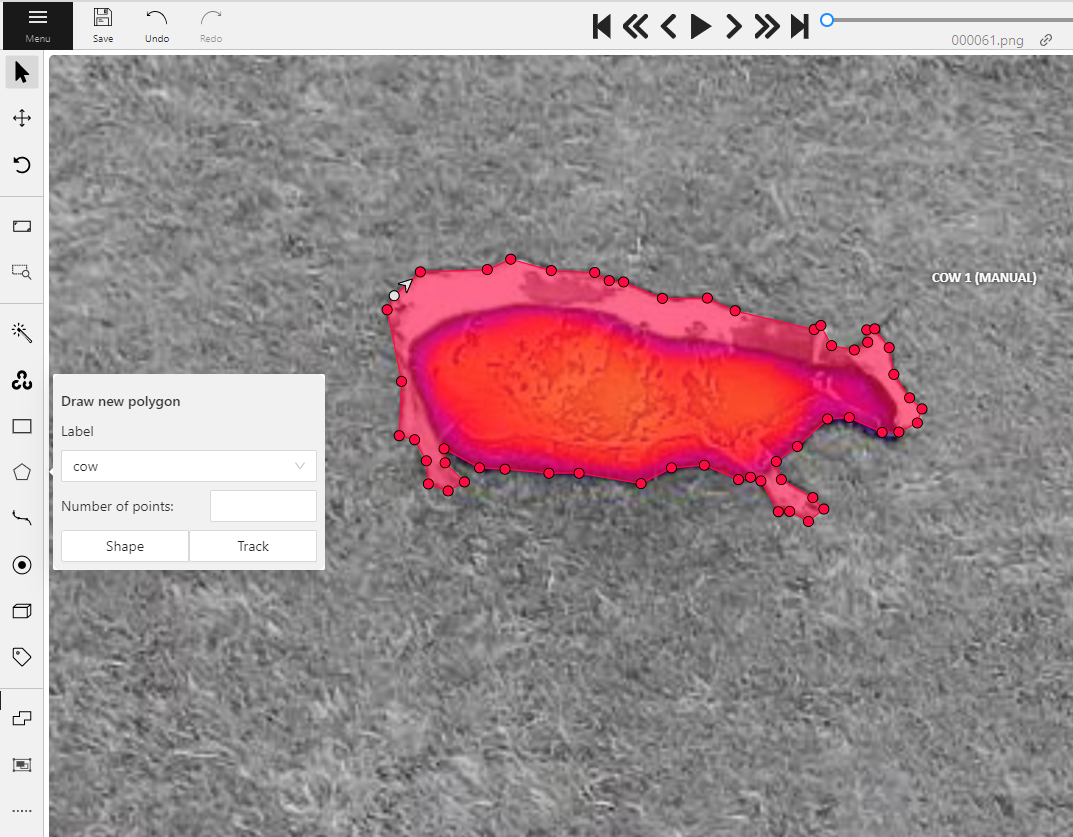 Menu
Save
Undo
Redo
000061.png
COW 1 (MANUAL)
Draw new polygon
Label
cow
Number of points:
Shape
Track